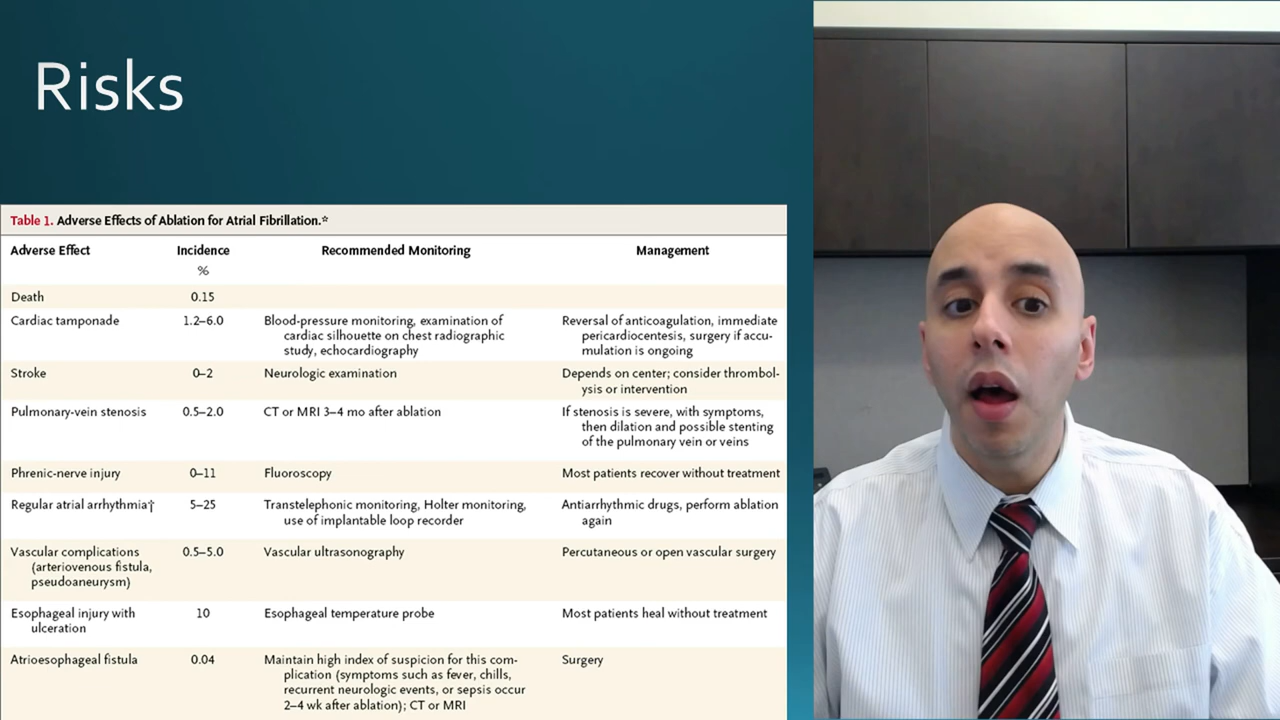 Risks
Table 1. Adverse Effects of Ablation for Atrial Fibrillation.*
Adverse Effect Incidence Recommended Monitoring Management
%
Death 0.15
Cardiac tamponade 1.2–6.0 Blood-pressure monitoring, examination of Reversal of anticoagulation, immediate
cardiac silhouette on chest radiographic pericardiocentesis, surgery if accu-
study, echocardiography mulation is ongoing
Stroke 0–2 Neurologic examination Depends on center; consider thrombol-
ysis or intervention
Pulmonary-vein stenosis 0.5–2.0 CT or MRI 3–4 mo after ablation If stenosis is severe, with symptoms,
then dilation and possible stenting
of the pulmonary vein or veins
Phrenic-nerve injury 0–11 Fluoroscopy Most patients recover without treatment
Regular atrial arrhythmia† 5–25 Transtelephonic monitoring, Holter monitoring, Antiarrhythmic drugs, perform ablation
use of implantable loop recorder again
Vascular complications 0.5–5.0 Vascular ultrasonography Percutaneous or open vascular surgery
(arteriovenous fistula,
pseudoaneurysm)
Esophageal injury with 10 Esophageal temperature probe Most patients heal without treatment
ulceration
Atrioesophageal fistula 0.04 Maintain high index of suspicion for this com- Surgery
plication (symptoms such as fever, chills,
recurrent neurologic events, or sepsis occur
2–4 wk after ablation); CT or MRI